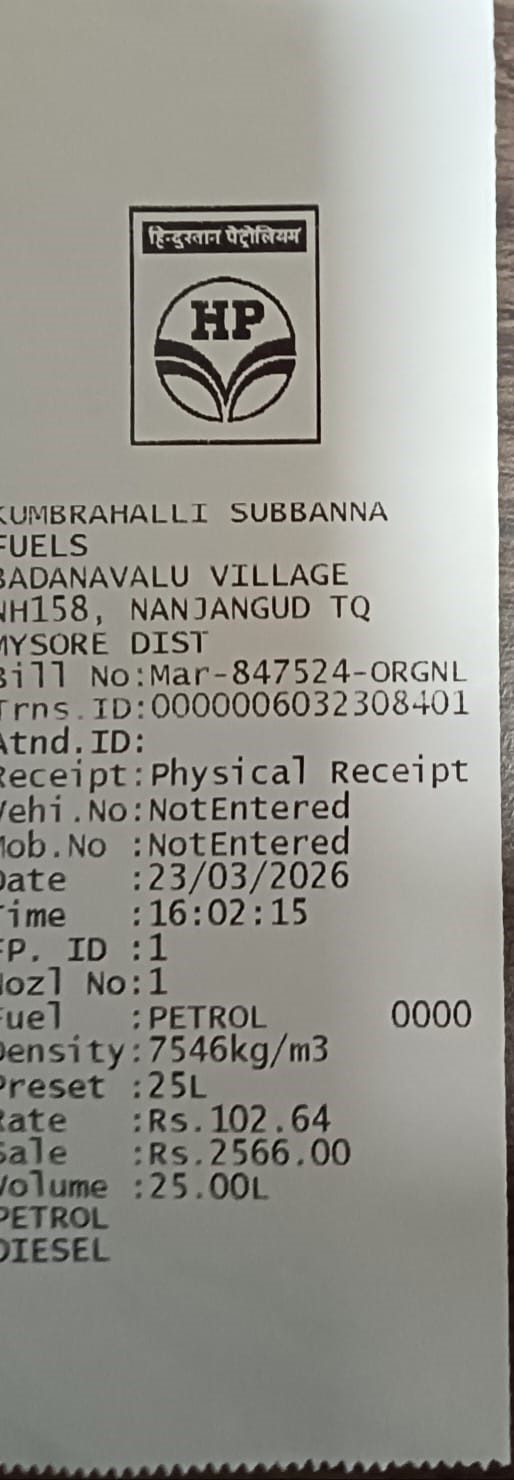 हिन्दुस्तान पेट्रोलियम
HP
KUMBRAHALLI SUBBANNA
FUELS
BADANAVALU VILLAGE
NH158, NANJANGUD TQ
MYSORE DIST
Bill No:Mar-847524-ORGNL
Trns.ID:0000006032308401
Atnd.ID:
Receipt:Physical Receipt
Vehi.No:NotEntered
Mob.No :NotEntered
Date :23/03/2026
Time :16:02:15
FP. ID :1
Nozl No:1
Fuel :PETROL 0000
Density:7546kg/m3
Preset :25L
Rate :Rs.102.64
Sale :Rs.2566.00
Volume :25.00L
PETROL
DIESEL